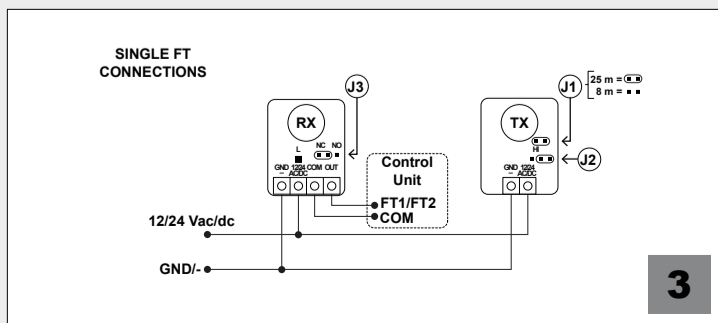 SINGLE FT
CONNECTIONS
J3
RX
L
NC NO
GND 12/24 COM OUT
~ AC/DC
Control
Unit
FT1/FT2
COM
12/24 Vac/dc
GND/-
J1
25 m =
8 m =
TX
HI
J2
GND 12/24
~ AC/DC
3